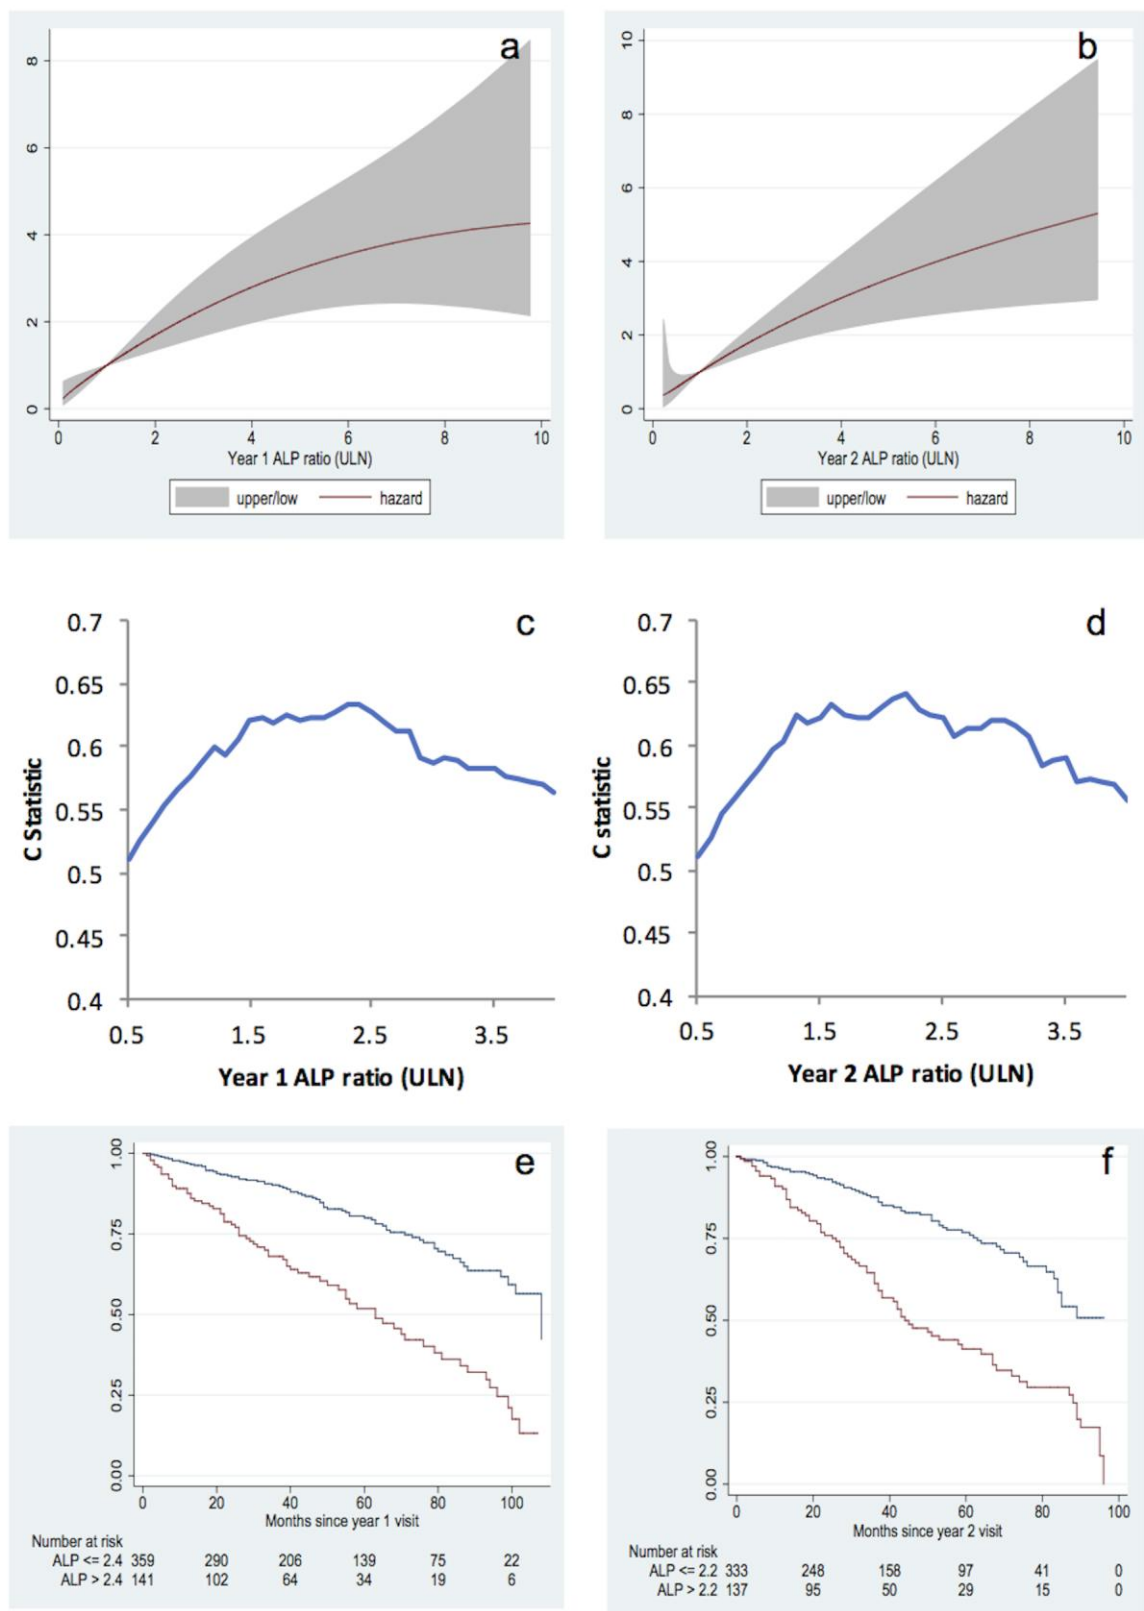 a
8
6
4
2
0
0 2 4 6 8 10
Year 1 ALP ratio (ULN)
upper/low hazard
b
10
8
6
4
2
0
0 2 4 6 8 10
Year 2 ALP ratio (ULN)
upper/low hazard
c
0.7
0.65
0.6
0.55
0.5
0.45
0.4
C Statistic
0.5 1.5 2.5 3.5
Year 1 ALP ratio (ULN)
d
0.7
0.65
0.6
0.55
0.5
0.45
0.4
C statistic
0.5 1.5 2.5 3.5
Year 2 ALP ratio (ULN)
e
1.00
0.75
0.50
0.25
0.00
0 20 40 60 80 100
Months since year 1 visit
Number at risk
ALP <= 2.4 359 290 206 139 75 22
ALP > 2.4 141 102 64 34 19 6
f
1.00
0.75
0.50
0.25
0.00
0 20 40 60 80 100
Months since year 2 visit
Number at risk
ALP <= 2.2 333 248 158 97 41 0
ALP > 2.2 137 95 50 29 15 0